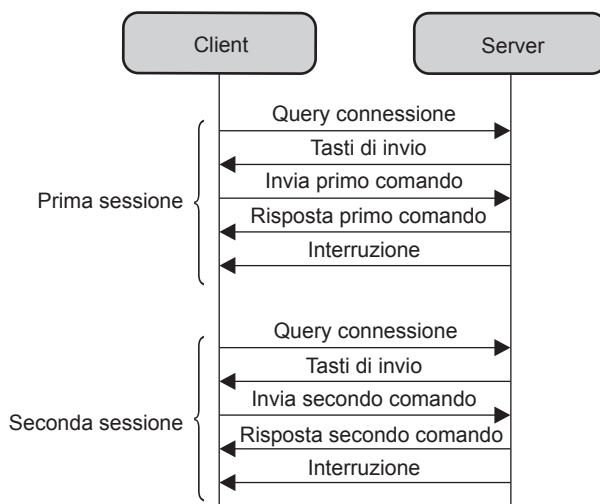 Client
Server
Query connessione
Tasti di invio
Invia primo comando
Prima sessione
Risposta primo comando
Interruzione
Query connessione
Tasti di invio
Invia secondo comando
Seconda sessione
Risposta secondo comando
Interruzione